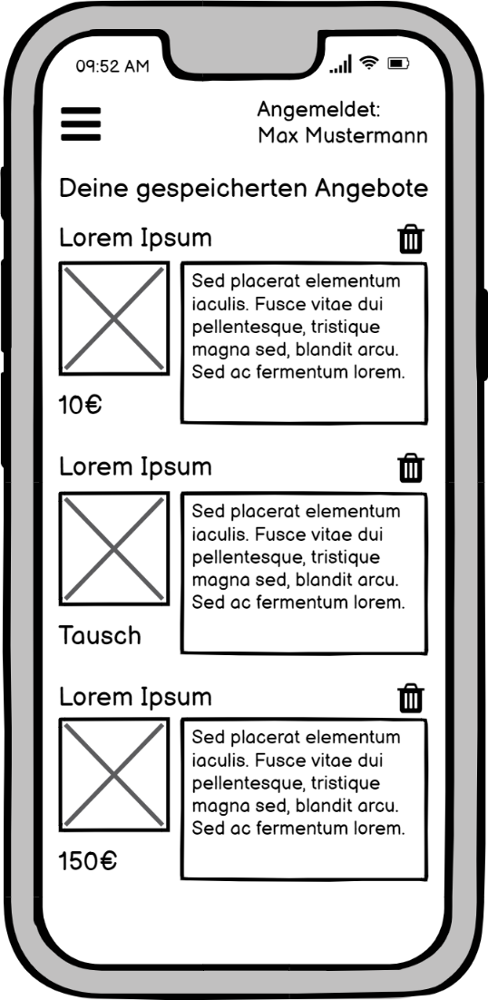 09:52 AM
Angemeldet:
Max Mustermann
Deine gespeicherten Angebote
Lorem Ipsum
Sed placerat elementum
iaculis. Fusce vitae dui
pellentesque, tristique
magna sed, blandit arcu.
Sed ac fermentum lorem.
10€
Lorem Ipsum
Sed placerat elementum
iaculis. Fusce vitae dui
pellentesque, tristique
magna sed, blandit arcu.
Sed ac fermentum lorem.
Tausch
Lorem Ipsum
Sed placerat elementum
iaculis. Fusce vitae dui
pellentesque, tristique
magna sed, blandit arcu.
Sed ac fermentum lorem.
150€